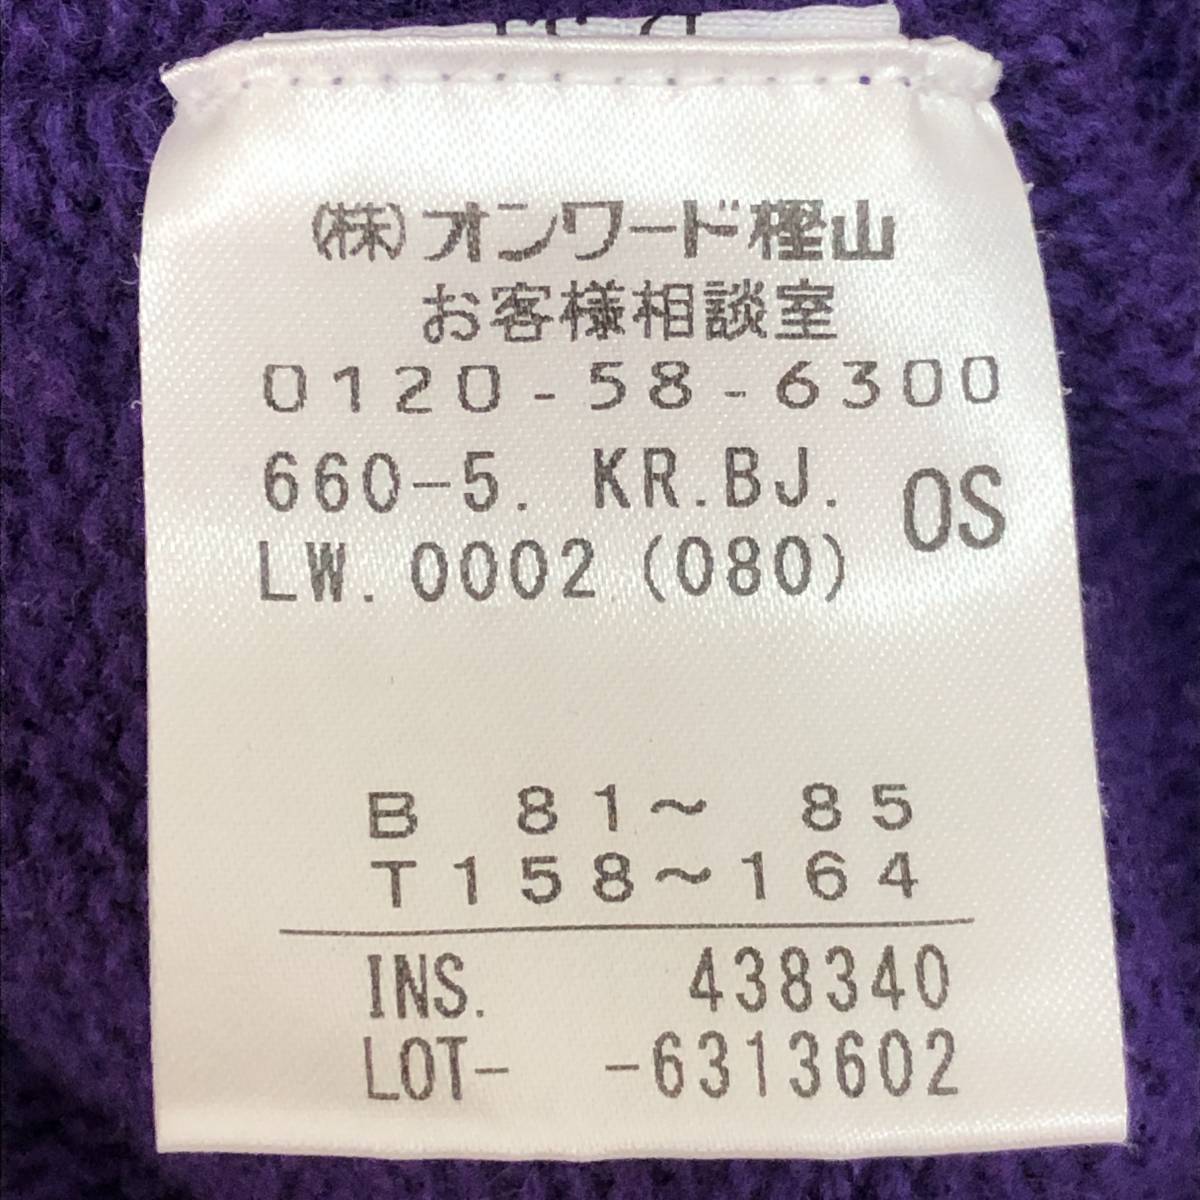 (株)オンワード樫山
お客様相談室
0120-58-6300
660-5. KR.BJ. OS
LW. 0002 (080)
B 81～ 85
T 158～164
INS. 438340
LOT- -6313602